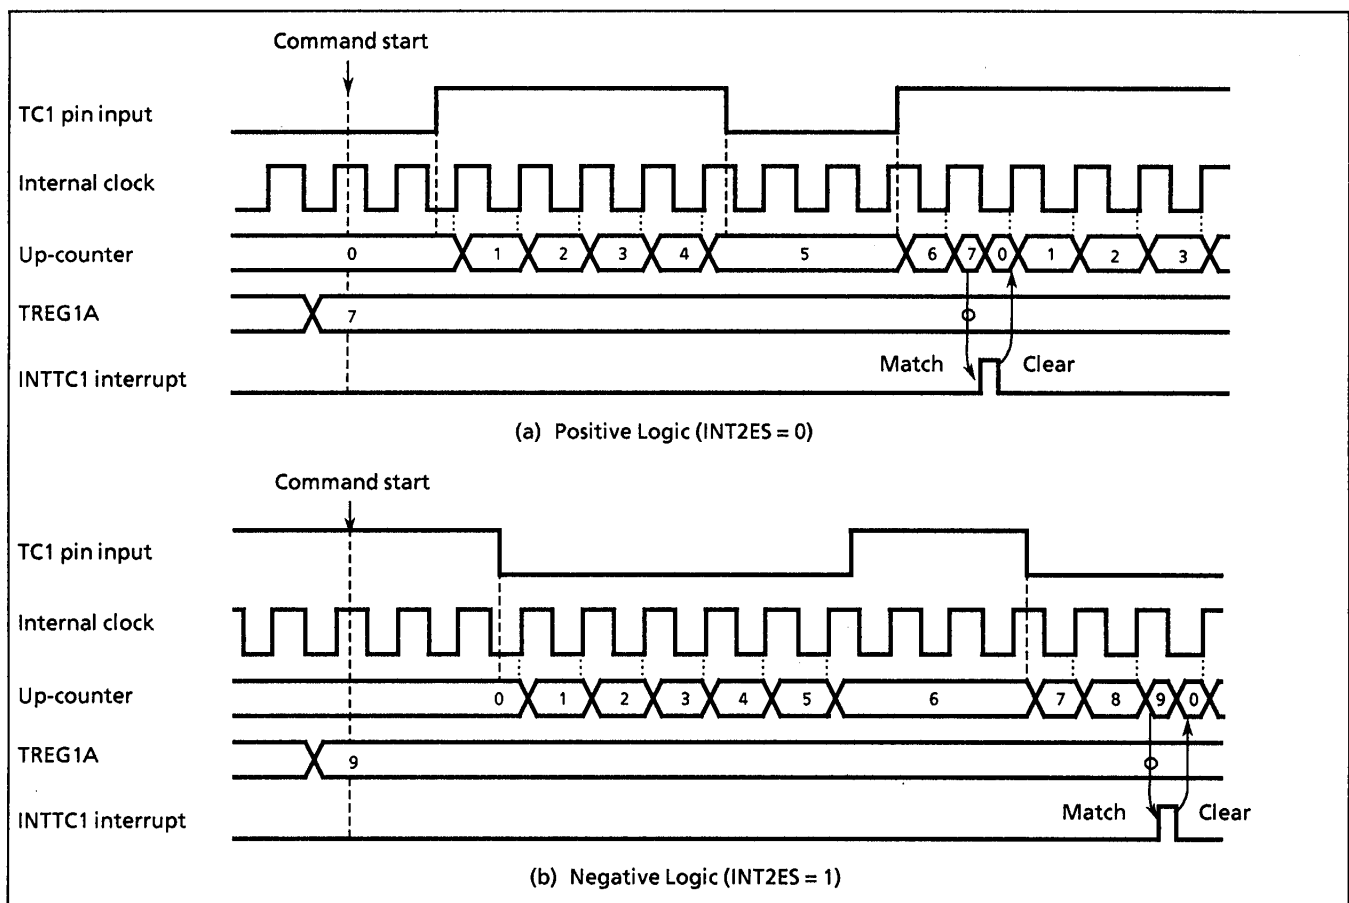 Command start
TC1 pin input
Internal clock
Up-counter 0 1 2 3 4 5 6 7 0 1 2 3
TREG1A 7
Match Clear
INTTC1 interrupt
(a) Positive Logic (INT2ES = 0)
Command start
TC1 pin input
Internal clock
Up-counter 0 1 2 3 4 5 6 7 8 9 0
TREG1A 9
Match Clear
INTTC1 interrupt
(b) Negative Logic (INT2ES = 1)